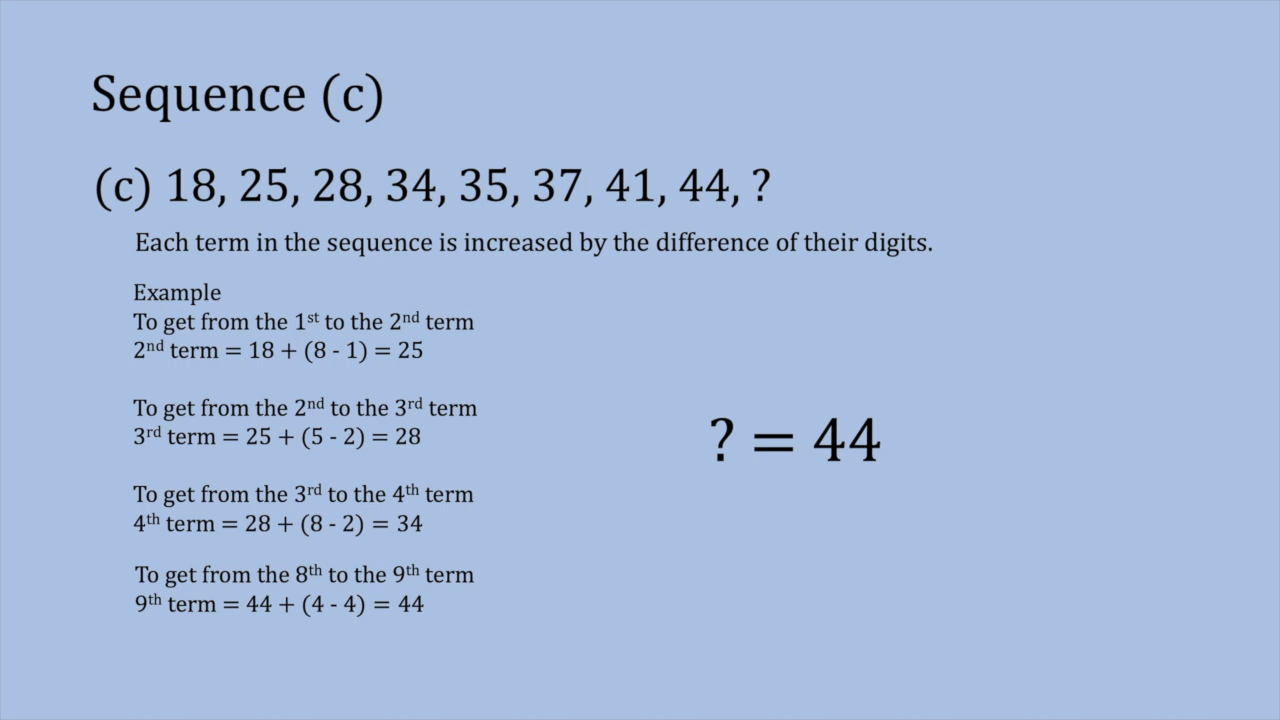 Sequence (c)
(c) 18, 25, 28, 34, 35, 37, 41, 44, ?
Each term in the sequence is increased by the difference of their digits.
Example
To get from the 1st to the 2nd term
2nd term = 18 + (8 - 1) = 25
To get from the 2nd to the 3rd term
3rd term = 25 + (5 - 2) = 28
? = 44
To get from the 3rd to the 4th term
4th term = 28 + (8 - 2) = 34
To get from the 8th to the 9th term
9th term = 44 + (4 - 4) = 44